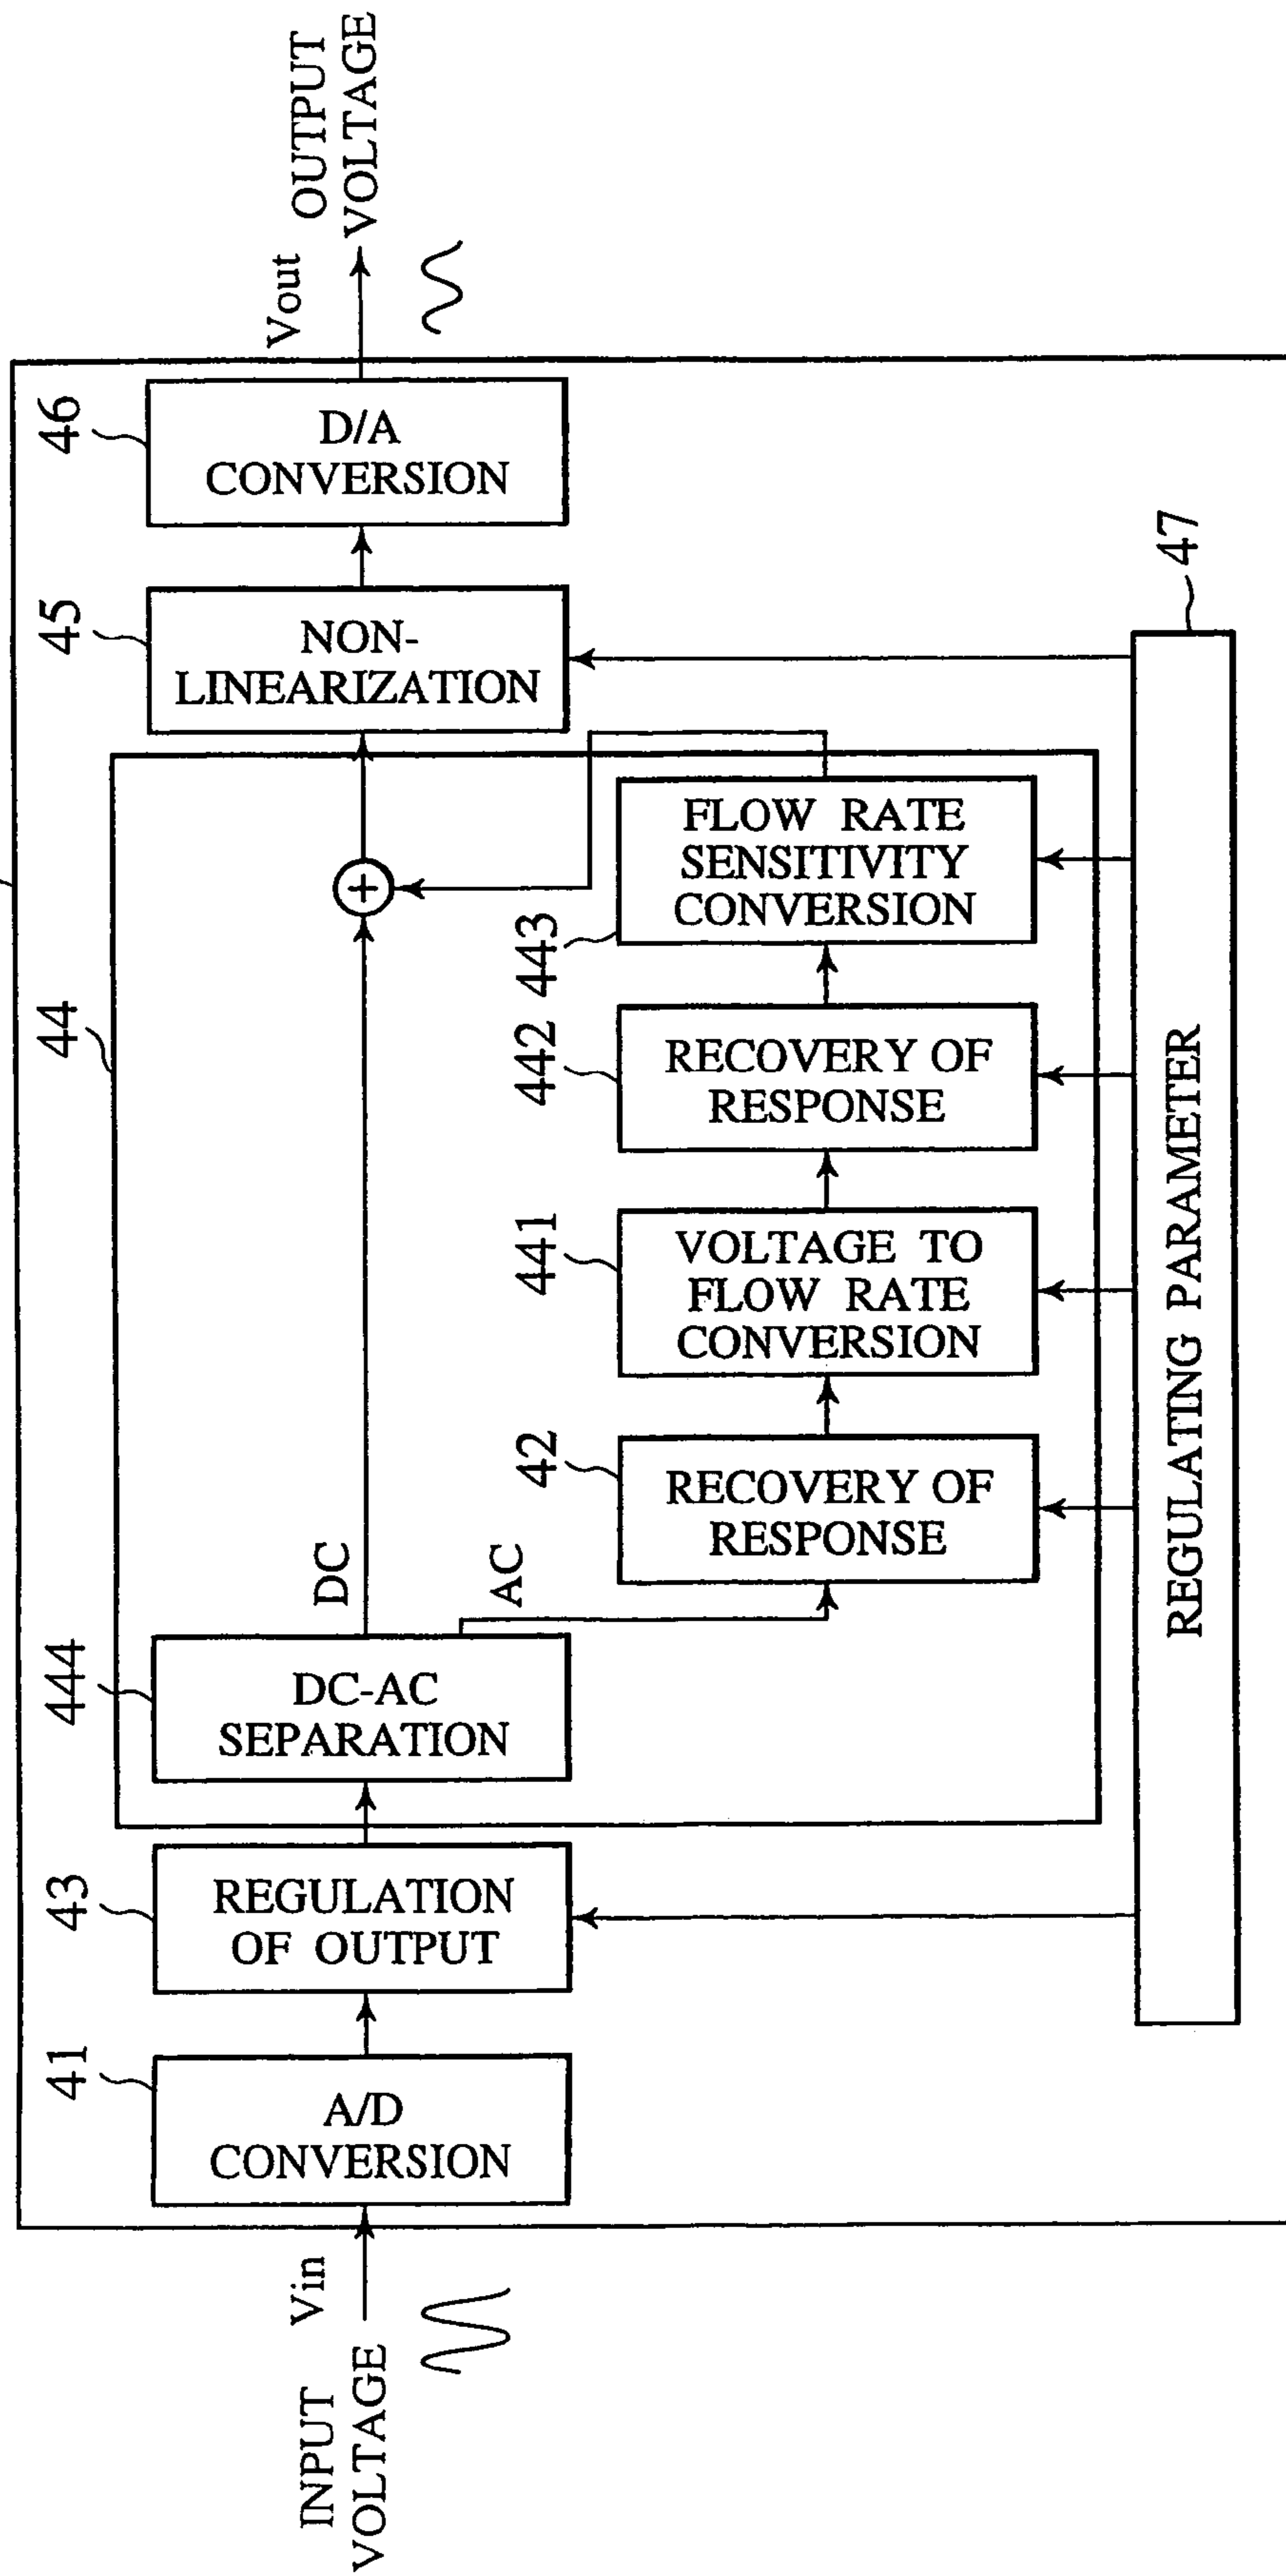 INPUT
VOLTAGE
Vin
41
A/D
CONVERSION
43
REGULATION
OF OUTPUT
44
444
DC-AC
SEPARATION
DC
AC
42
RECOVERY OF
RESPONSE
441
VOLTAGE TO
FLOW RATE
CONVERSION
442
RECOVERY OF
RESPONSE
443
FLOW RATE
SENSITIVITY
CONVERSION
+
45
NON-
LINEARIZATION
46
D/A
CONVERSION
Vout
OUTPUT
VOLTAGE
47
REGULATING PARAMETER